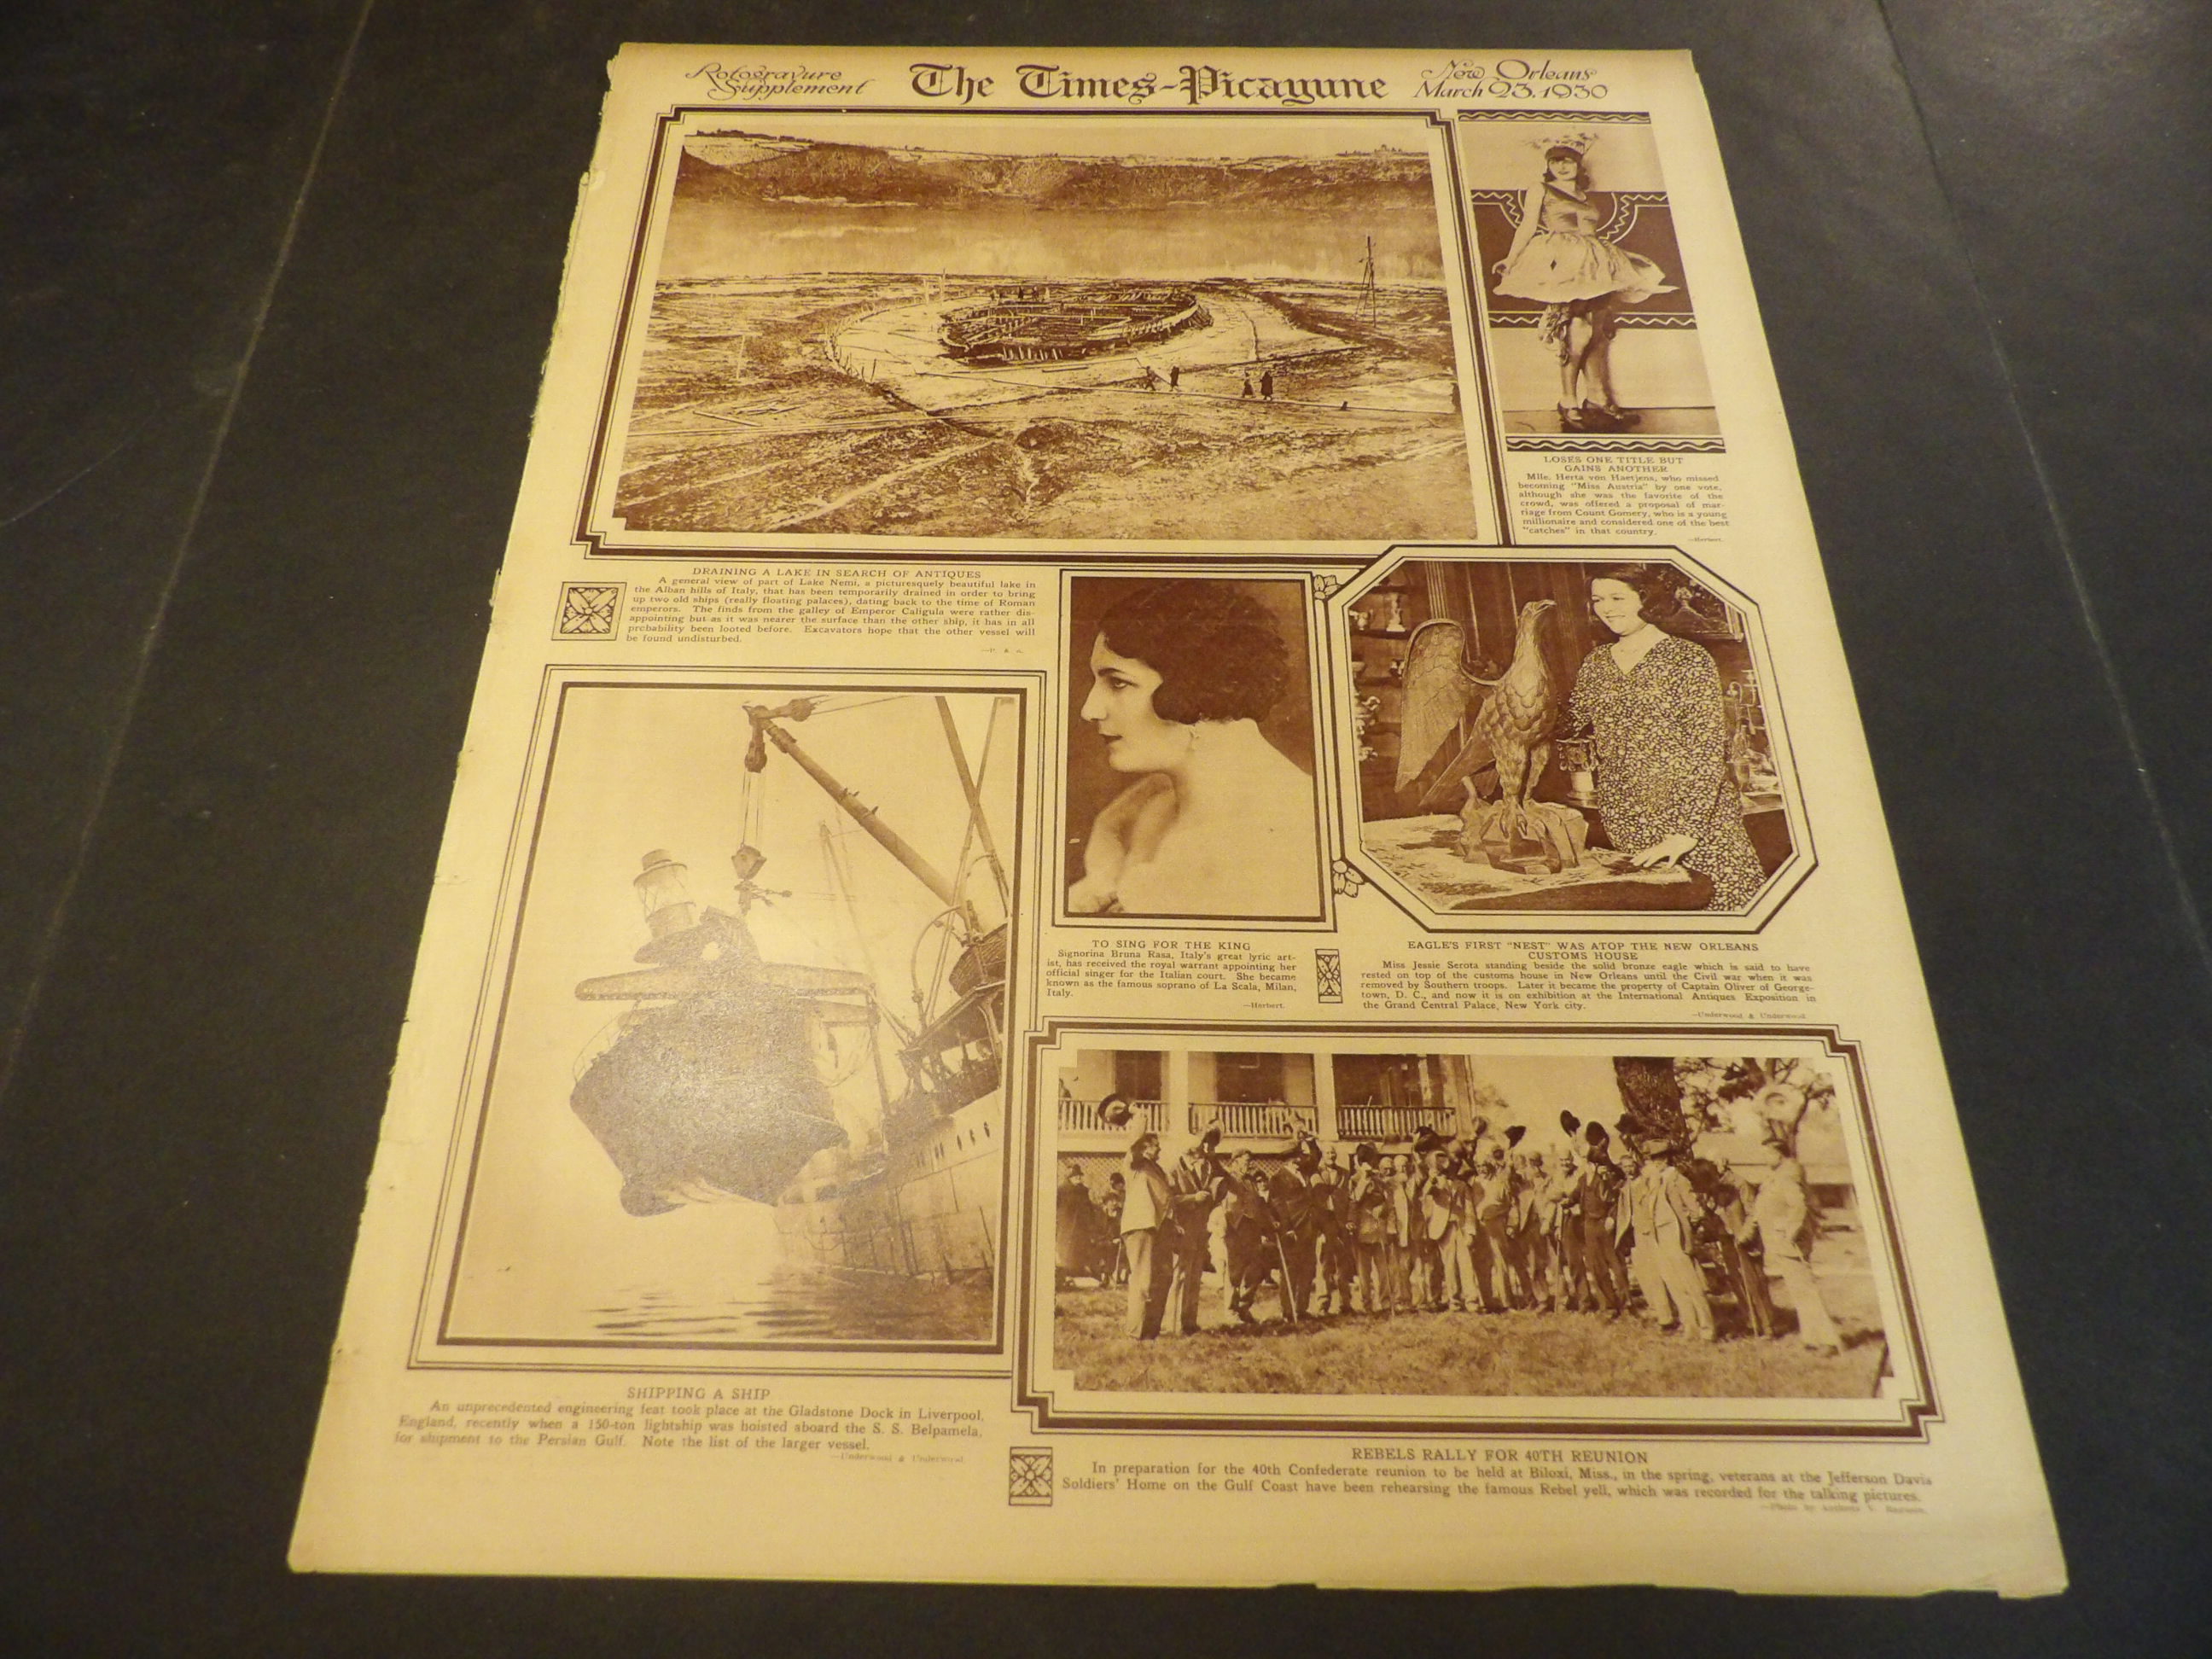 Rotogravure
Supplement
The Times-Picayune
New Orleans
March 23, 1930
LOSES ONE TITLE BUT
GAINS ANOTHER
Mlle. Herta von Haetjens, who missed
becoming "Miss Austria" by one vote,
although she was the favorite of the
crowd, was offered a proposal of mar-
riage from Count Gomery, who is a young
millionaire and considered one of the best
"catches" in that country.
—Herbert.
DRAINING A LAKE IN SEARCH OF ANTIQUES
A general view of part of Lake Nemi, a picturesquely beautiful lake in
the Alban hills of Italy, that has been temporarily drained in order to bring
up two old ships (really floating palaces), dating back to the time of Roman
emperors. The finds from the galley of Emperor Caligula were rather dis-
appointing but as it was nearer the surface than the other ship, it has in all
probability been looted before. Excavators hope that the other vessel will
be found undisturbed.
—P. & A.
TO SING FOR THE KING
Signorina Bruna Rasa, Italy's great lyric art-
ist, has received the royal warrant appointing her
official singer for the Italian court. She became
known as the famous soprano of La Scala, Milan,
Italy.
—Herbert.
EAGLE'S FIRST "NEST" WAS ATOP THE NEW ORLEANS
CUSTOMS HOUSE
Miss Jessie Serota standing beside the solid bronze eagle which is said to have
rested on top of the customs house in New Orleans until the Civil war when it was
removed by Southern troops. Later it became the property of Captain Oliver of George-
town, D. C., and now it is on exhibition at the International Antiques Exposition in
the Grand Central Palace, New York city.
—Underwood & Underwood.
SHIPPING A SHIP
An unprecedented engineering feat took place at the Gladstone Dock in Liverpool,
England, recently when a 150-ton lightship was hoisted aboard the S. S. Belpamela,
for shipment to the Persian Gulf. Note the list of the larger vessel.
—Underwood & Underwood.
REBELS RALLY FOR 40TH REUNION
In preparation for the 40th Confederate reunion to be held at Biloxi, Miss., in the spring, veterans at the Jefferson Davis
Soldiers' Home on the Gulf Coast have been rehearsing the famous Rebel yell, which was recorded for the talking pictures.
—Photo by Anthony V.